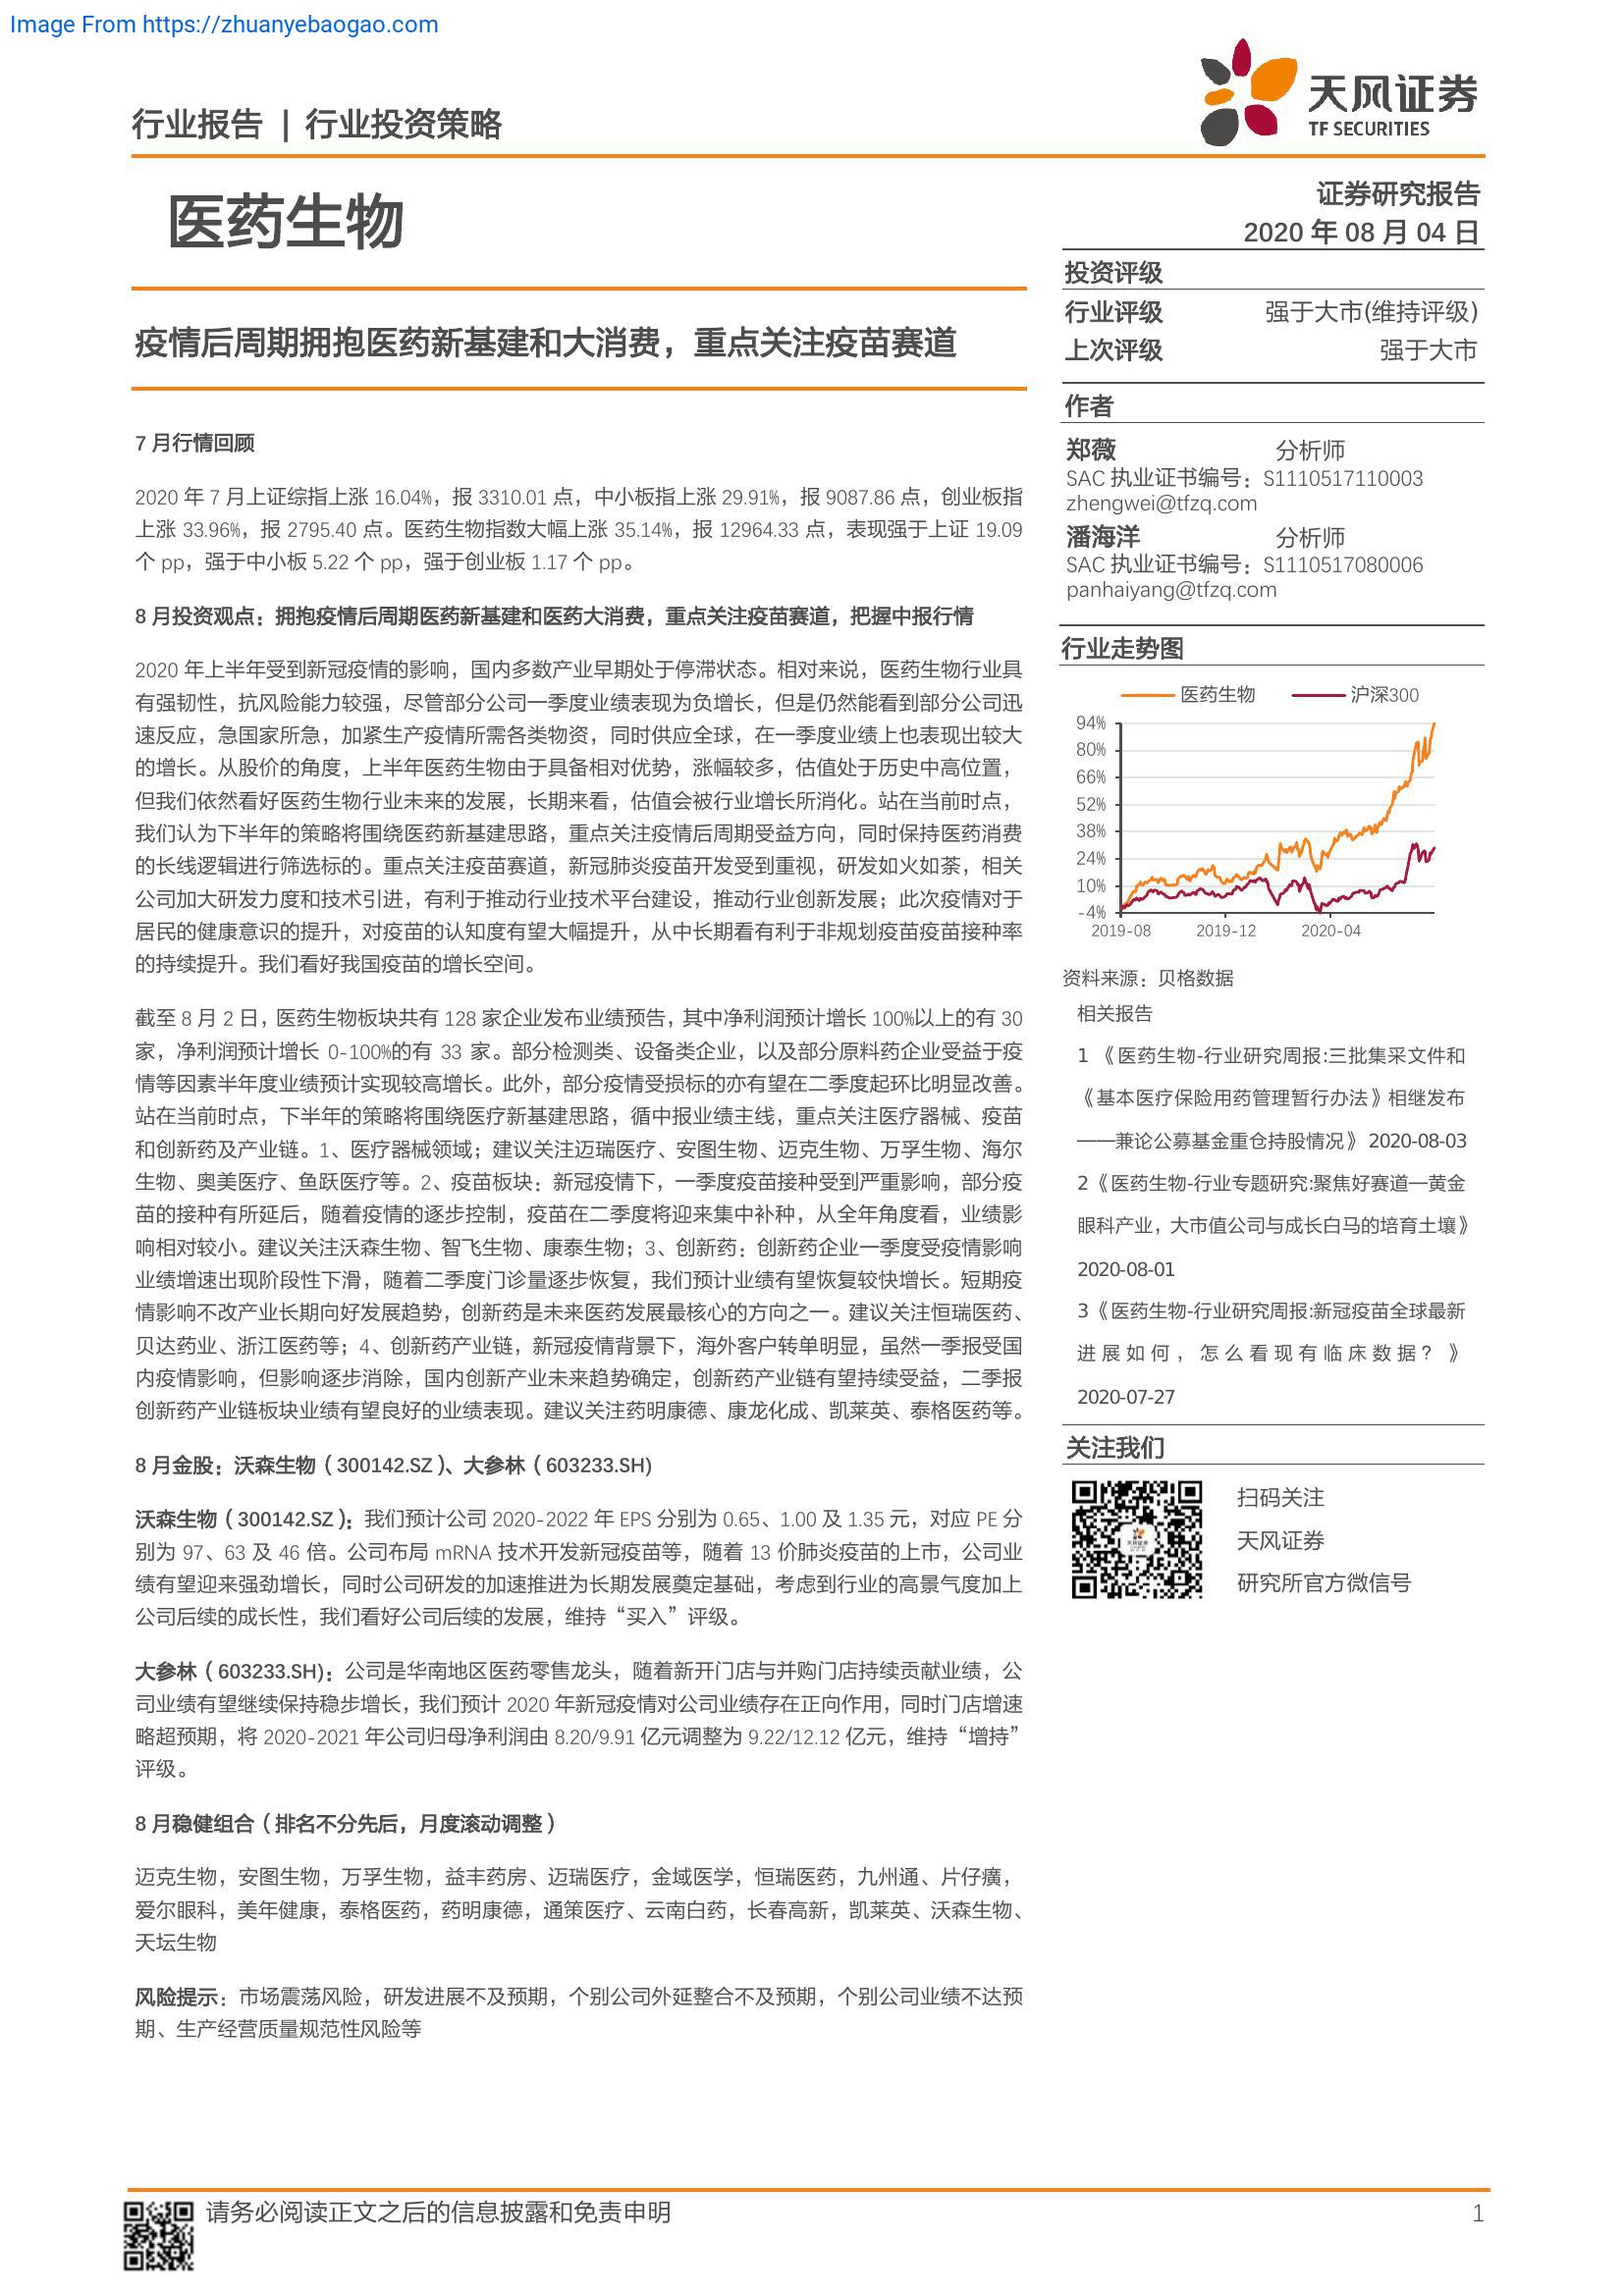 Image From https://zhuanyebaogao.com
行业报告 | 行业投资策略
天风证券
TF SECURITIES
医药生物
证券研究报告
2020 年 08 月 04 日
疫情后周期拥抱医药新基建和大消费，重点关注疫苗赛道
7 月行情回顾
2020 年 7 月上证综指上涨 16.04%，报 3310.01 点，中小板指上涨 29.91%，报 9087.86 点，创业板指
上涨 33.96%，报 2795.40 点。医药生物指数大幅上涨 35.14%，报 12964.33 点，表现强于上证 19.09
个 pp，强于中小板 5.22 个 pp，强于创业板 1.17 个 pp。
8 月投资观点：拥抱疫情后周期医药新基建和医药大消费，重点关注疫苗赛道，把握中报行情
2020 年上半年受到新冠疫情的影响，国内多数产业早期处于停滞状态。相对来说，医药生物行业具
有强韧性，抗风险能力较强，尽管部分公司一季度业绩表现为负增长，但是仍然能看到部分公司迅
速反应，急国家所急，加紧生产疫情所需各类物资，同时供应全球，在一季度业绩上也表现出较大
的增长。从股价的角度，上半年医药生物由于具备相对优势，涨幅较多，估值处于历史中高位置，
但我们依然看好医药生物行业未来的发展，长期来看，估值会被行业增长所消化。站在当前时点，
我们认为下半年的策略将围绕医药新基建思路，重点关注疫情后周期受益方向，同时保持医药消费
的长线逻辑进行筛选标的。重点关注疫苗赛道，新冠肺炎疫苗开发受到重视，研发如火如荼，相关
公司加大研发力度和技术引进，有利于推动行业技术平台建设，推动行业创新发展；此次疫情对于
居民的健康意识的提升，对疫苗的认知度有望大幅提升，从中长期看有利于非规划疫苗疫苗接种率
的持续提升。我们看好我国疫苗的增长空间。
截至 8 月 2 日，医药生物板块共有 128 家企业发布业绩预告，其中净利润预计增长 100%以上的有 30
家，净利润预计增长 0-100%的有 33 家。部分检测类、设备类企业，以及部分原料药企业受益于疫
情等因素半年度业绩预计实现较高增长。此外，部分疫情受损标的亦有望在二季度起环比明显改善。
站在当前时点，下半年的策略将围绕医疗新基建思路，循中报业绩主线，重点关注医疗器械、疫苗
和创新药及产业链。1、医疗器械领域；建议关注迈瑞医疗、安图生物、迈克生物、万孚生物、海尔
生物、奥美医疗、鱼跃医疗等。2、疫苗板块：新冠疫情下，一季度疫苗接种受到严重影响，部分疫
苗的接种有所延后，随着疫情的逐步控制，疫苗在二季度将迎来集中补种，从全年角度看，业绩影
响相对较小。建议关注沃森生物、智飞生物、康泰生物；3、创新药：创新药企业一季度受疫情影响
业绩增速出现阶段性下滑，随着二季度门诊量逐步恢复，我们预计业绩有望恢复较快增长。短期疫
情影响不改产业长期向好发展趋势，创新药是未来医药发展最核心的方向之一。建议关注恒瑞医药、
贝达药业、浙江医药等；4、创新药产业链，新冠疫情背景下，海外客户转单明显，虽然一季报受国
内疫情影响，但影响逐步消除，国内创新产业未来趋势确定，创新药产业链有望持续受益，二季报
创新药产业链板块业绩有望良好的业绩表现。建议关注药明康德、康龙化成、凯莱英、泰格医药等。
8 月金股：沃森生物（300142.SZ）、大参林（603233.SH)
沃森生物（300142.SZ）：我们预计公司 2020-2022 年 EPS 分别为 0.65、1.00 及 1.35 元，对应 PE 分
别为 97、63 及 46 倍。公司布局 mRNA 技术开发新冠疫苗等，随着 13 价肺炎疫苗的上市，公司业
绩有望迎来强劲增长，同时公司研发的加速推进为长期发展奠定基础，考虑到行业的高景气度加上
公司后续的成长性，我们看好公司后续的发展，维持“买入”评级。
大参林（603233.SH)：公司是华南地区医药零售龙头，随着新开门店与并购门店持续贡献业绩，公
司业绩有望继续保持稳步增长，我们预计 2020 年新冠疫情对公司业绩存在正向作用，同时门店增速
略超预期，将 2020-2021 年公司归母净利润由 8.20/9.91 亿元调整为 9.22/12.12 亿元，维持“增持”
评级。
8 月稳健组合（排名不分先后，月度滚动调整）
迈克生物，安图生物，万孚生物，益丰药房、迈瑞医疗，金域医学，恒瑞医药，九州通、片仔癀，
爱尔眼科，美年健康，泰格医药，药明康德，通策医疗、云南白药，长春高新，凯莱英、沃森生物、
天坛生物
风险提示：市场震荡风险，研发进展不及预期，个别公司外延整合不及预期，个别公司业绩不达预
期、生产经营质量规范性风险等
投资评级
行业评级 强于大市(维持评级)
上次评级 强于大市
作者
郑薇 分析师
SAC 执业证书编号：S1110517110003
zhengwei@tfzq.com
潘海洋 分析师
SAC 执业证书编号：S1110517080006
panhaiyang@tfzq.com
行业走势图
医药生物 沪深300
94%
80%
66%
52%
38%
24%
10%
-4%
2019-08 2019-12 2020-04
资料来源：贝格数据
相关报告
1 《医药生物-行业研究周报:三批集采文件和
《基本医疗保险用药管理暂行办法》相继发布
——兼论公募基金重仓持股情况》 2020-08-03
2 《医药生物-行业专题研究:聚焦好赛道—黄金
眼科产业，大市值公司与成长白马的培育土壤》
2020-08-01
3 《医药生物-行业研究周报:新冠疫苗全球最新
进展如何，怎么看现有临床数据？》
2020-07-27
关注我们
扫码关注
天风证券
研究所官方微信号
请务必阅读正文之后的信息披露和免责申明 1